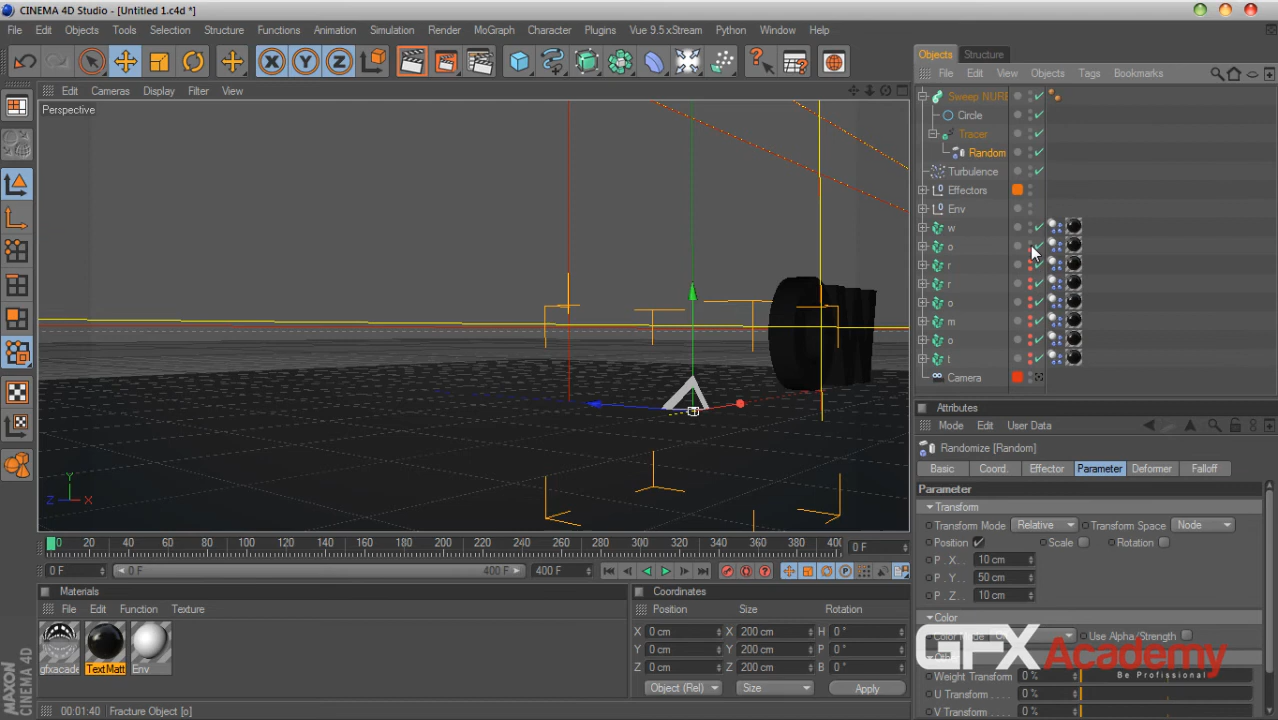 CINEMA 4D Studio - [Untitled 1.c4d *]
File Edit Objects Tools Selection Structure Functions Animation Simulation Render MoGraph Character Plugins Vue 9.5 xStream Python Window Help
X Y Z
Edit Cameras Display Filter View
Perspective
Y
Z X
0 20 40 60 80 100 120 140 160 180 200 220 240 260 280 300 320 340 360 380 40 0 F
0 F 0 F 400 F 400 F
Materials
File Edit Function Texture
gfxacade TextMatt Env
MAXON
CINEMA 4D
00:01:40 Fracture Object [o]
Coordinates
Position Size Rotation
X 0 cm X 200 cm H 0 °
Y 0 cm Y 200 cm P 0 °
Z 0 cm Z 200 cm B 0 °
Object (Rel) Size Apply
Objects Structure
File Edit View Objects Tags Bookmarks
Sweep NURE
Circle
Tracer
Random
Turbulence
Effectors
Env
w
o
r
r
o
m
o
t
Camera
Attributes
Mode Edit User Data
Randomize [Random]
Basic Coord. Effector Parameter Deformer Falloff
Parameter
Transform
Transform Mode Relative Transform Space Node
Position Scale Rotation
P . X . . 10 cm
P . Y . . 50 cm
P . Z . . 10 cm
Color
Use Alpha/Strength
GFX Academy
Be Profissional
Weight Transform 0 %
U Transform . . . . 0 %
V Transform . . . . 0 %